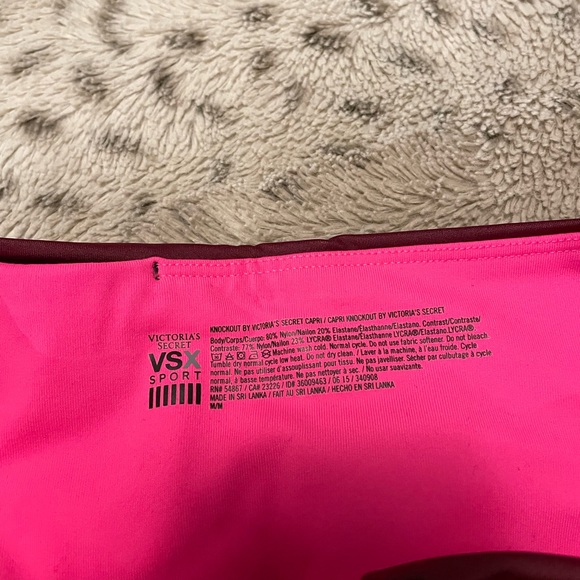 VICTORIA'S
SECRET
VSX
SPORT
KNOCKOUT BY VICTORIA'S SECRET CAPRI / CAPRI KNOCKOUT BY VICTORIA'S SECRET
Body/Corps/Cuerpo: 80% Nylon/Nailon 20% Elastane/Élasthanne/Elastano. Contrast/Contraste/
Contraste: 77% Nylon/Nailon 23% LYCRA® Elastane/Élasthanne LYCRA®/Elastano LYCRA®
Machine wash cold. Normal cycle. Do not use fabric softener. Do not bleach
Tumble dry normal cycle low heat. Do not dry clean. / Laver à la machine, à l'eau froide. Cycle
normal. Ne pas utiliser d'assouplissant pour tissu. Ne pas javelliser. Sécher par culbutage à cycle
normal, à basse température. Ne pas nettoyer à sec. / No usar suavizante.
RN# 54867 / CA# 23226 / ID# 36009463 / 06 15 / 340908
MADE IN SRI LANKA / FAIT AU SRI LANKA / HECHO EN SRI LANKA
M/M